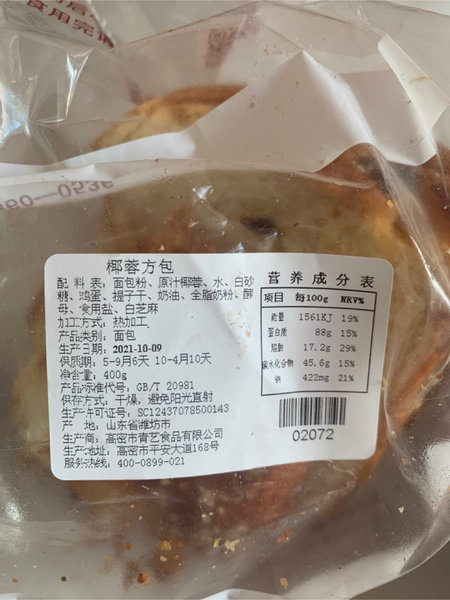 食用完
0530—090
椰蓉方包
配 料 表：面包粉、原汁椰蓉、水、白砂
糖、鸡蛋、提子干、奶油、全脂奶粉、酵
母、食用盐、白芝麻
加工方式：热加工
产品类别：面包
生产日期：2021-10-09
保质期：5-9月6天 10-4月10天
净含量：400g
产品标准代号：GB/T 20981
保存方式：干燥，避免阳光直射
生产许可证号：SC12437078500143
产 地：山东省潍坊市
生产商：高密市青艺食品有限公司
生产地址：高密市平安大道168号
服务热线：400-0899-021
营养成分表
项目 每100g NRV%
能量 1561KJ 19%
蛋白质 88g 15%
脂肪 17.2g 29%
碳水化合物 45.6g 15%
钠 422mg 21%
02072